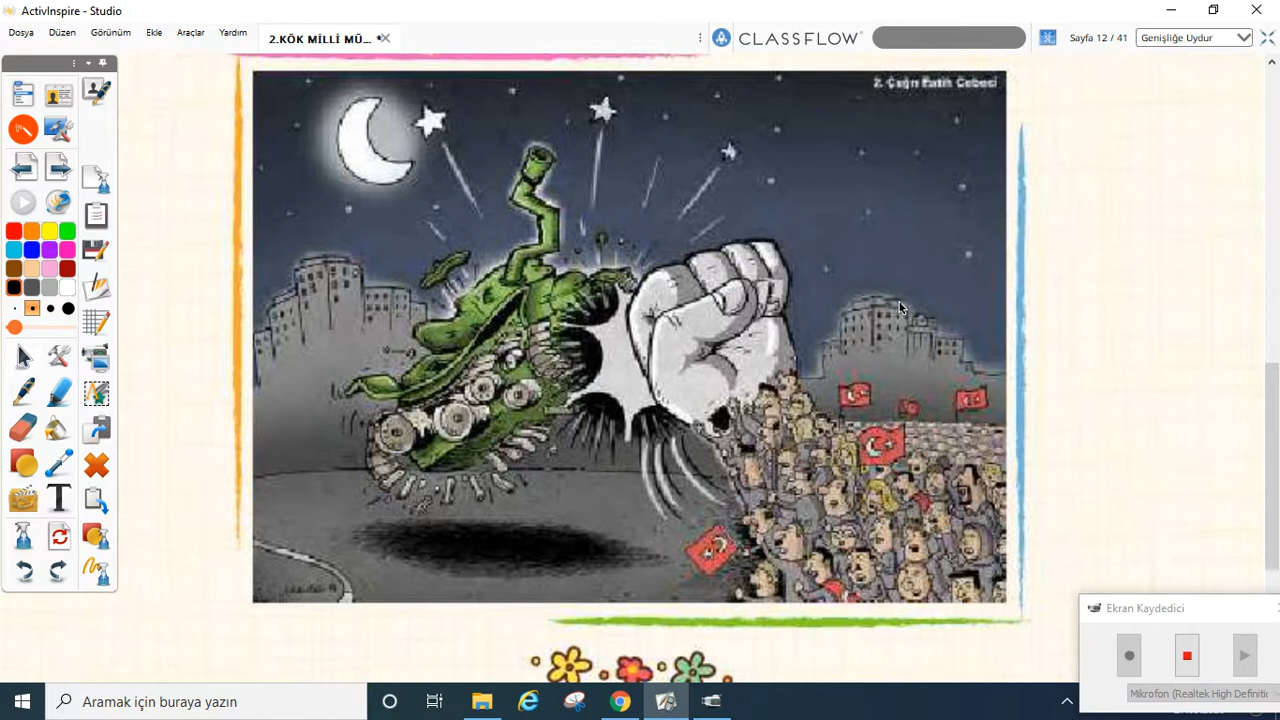 ActivInspire - Studio
Dosya Düzen Görünüm Ekle Araçlar Yardım
2.KÖK MİLLİ MÜ...
CLASSFLOW
Sayfa 12 / 41
Genişliğe Uydur
2. Çağrı Fatih Cebeci
T
Ekran Kaydedici
Mikrofon (Realtek High Definitic
Aramak için buraya yazın